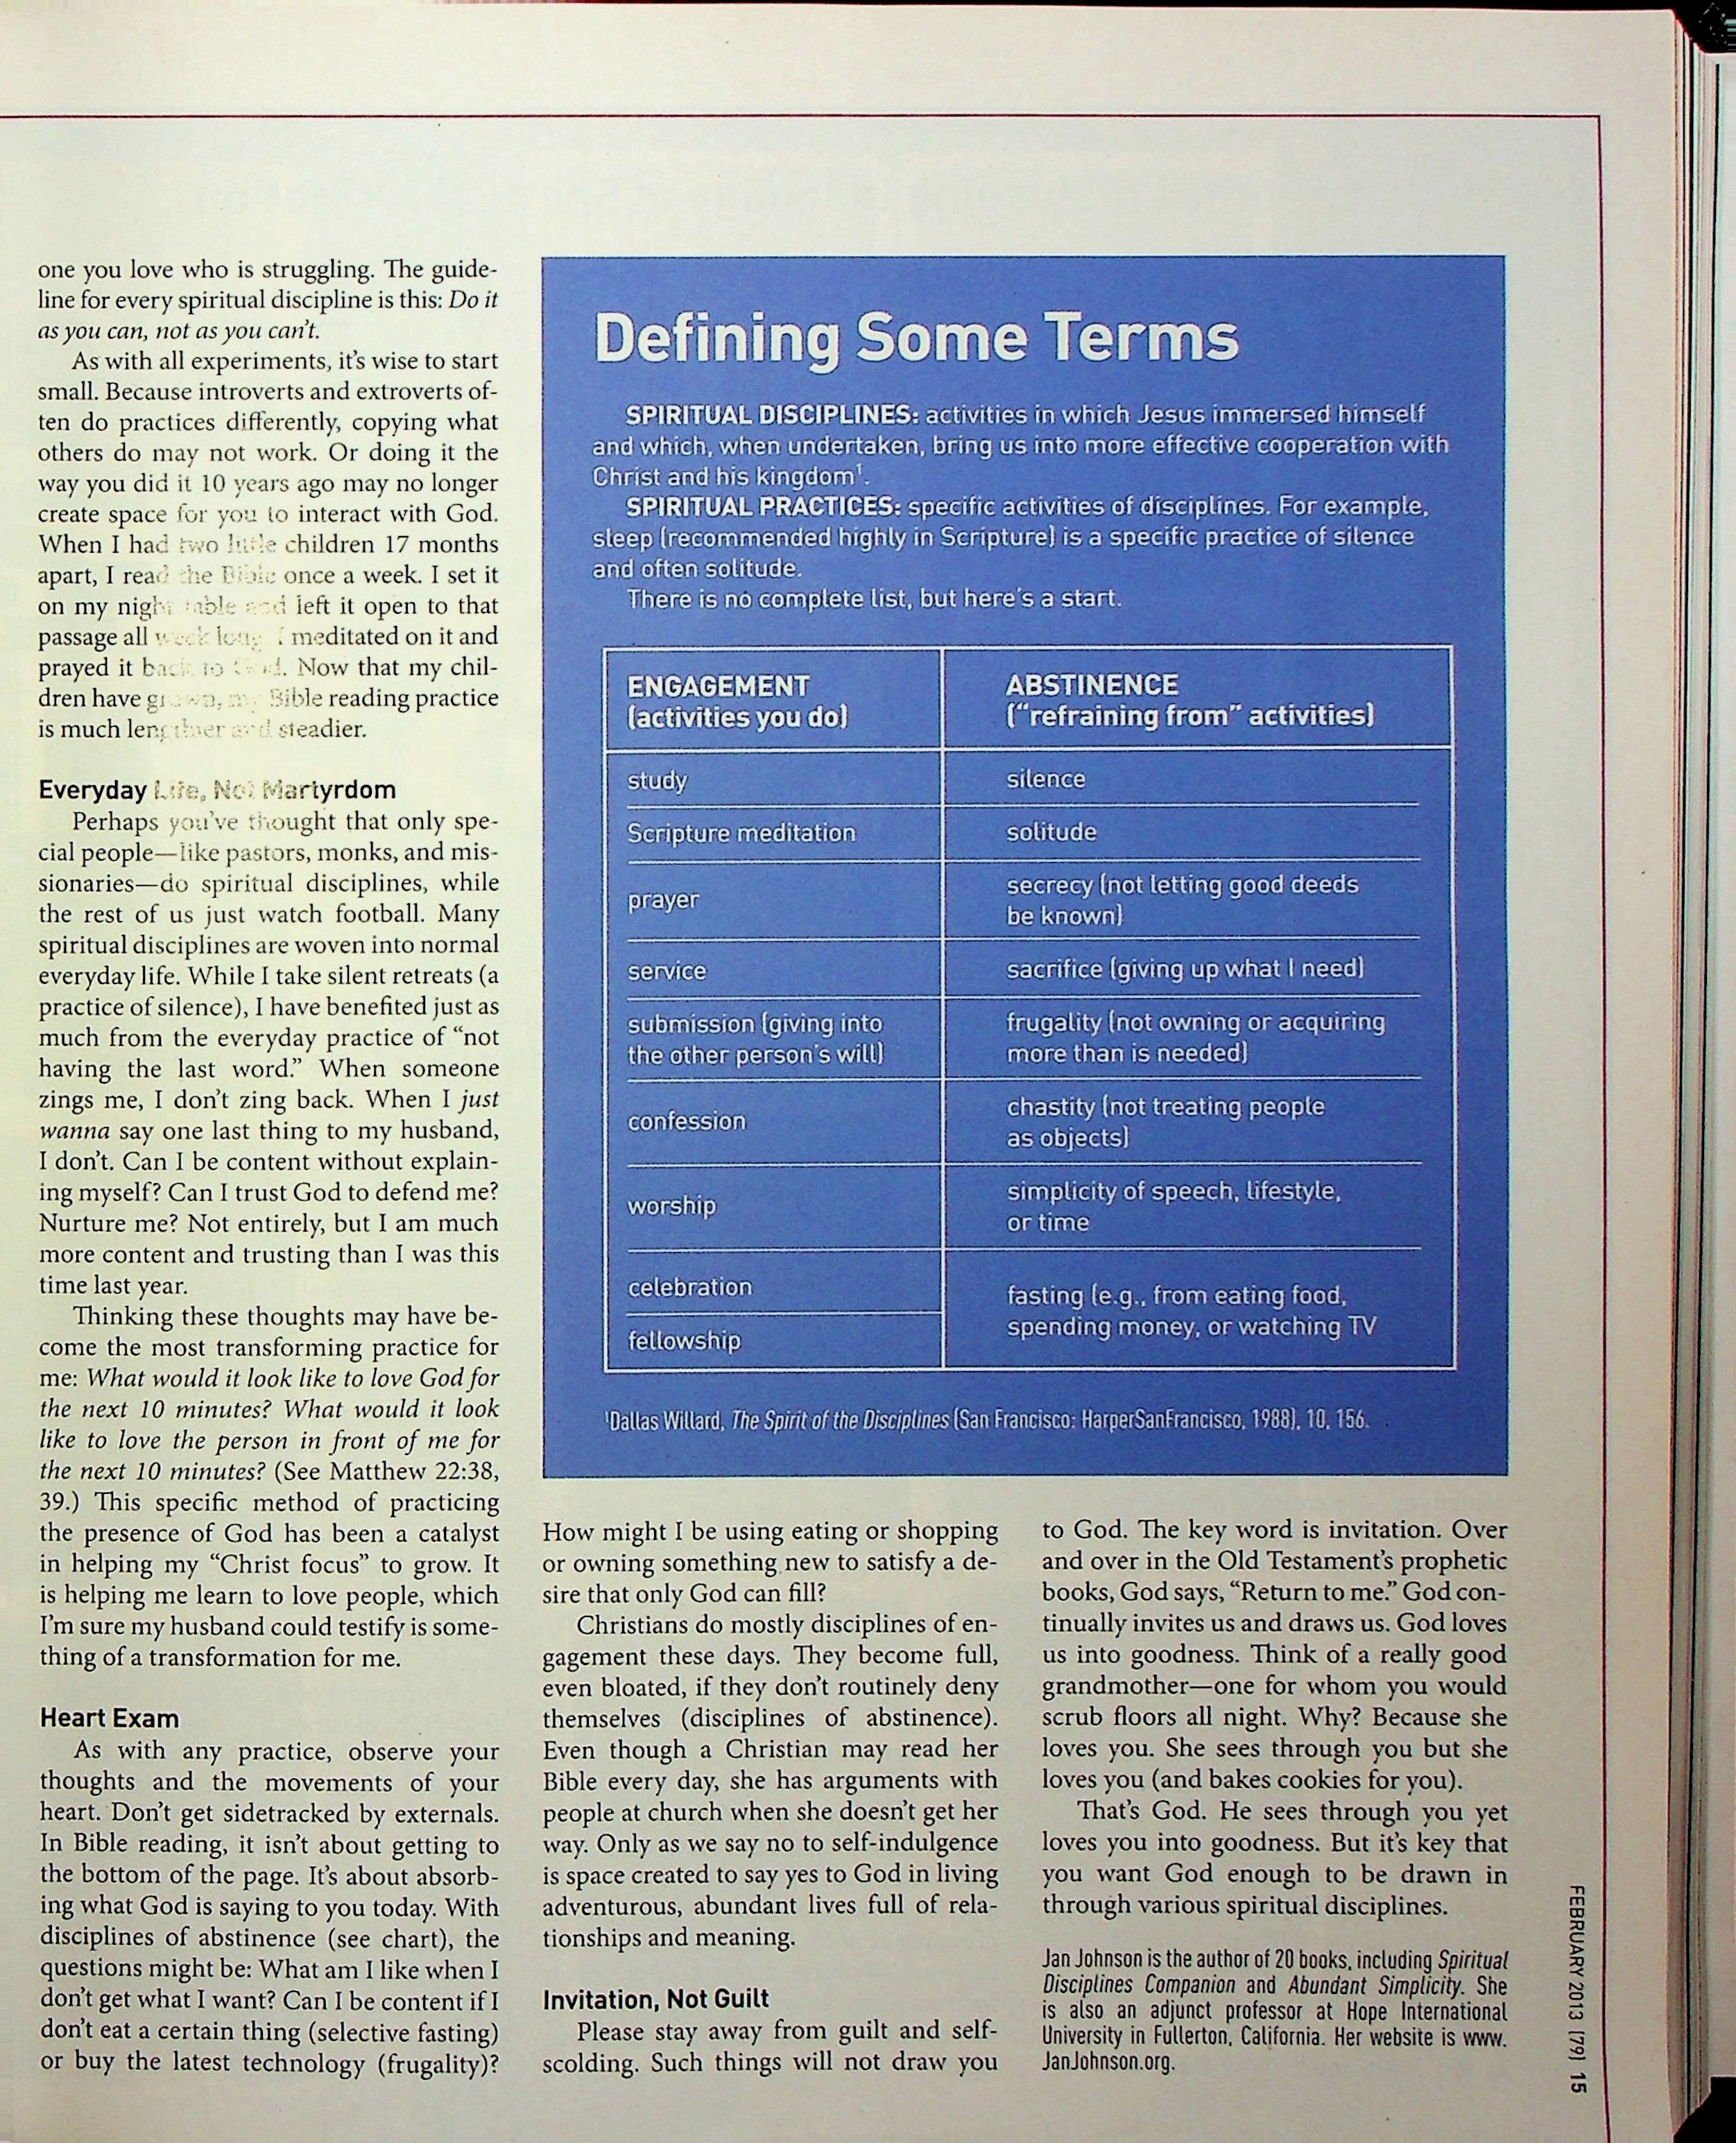 one you love who is struggling. The guide-
line for every spiritual discipline is this: Do it
as you can, not as you can't.
As with all experiments, it's wise to start
small. Because introverts and extroverts of-
ten do practices differently, copying what
others do may not work. Or doing it the
way you did it 10 years ago may no longer
create space for you to interact with God.
When I had two little children 17 months
apart, I read the Bible once a week. I set it
on my night table and left it open to that
passage all week long. I meditated on it and
prayed it back to God. Now that my chil-
dren have grown, my Bible reading practice
is much lengthier and steadier.
Everyday Life, Not Martyrdom
Perhaps you've thought that only spe-
cial people—like pastors, monks, and mis-
sionaries—do spiritual disciplines, while
the rest of us just watch football. Many
spiritual disciplines are woven into normal
everyday life. While I take silent retreats (a
practice of silence), I have benefited just as
much from the everyday practice of “not
having the last word.” When someone
zings me, I don't zing back. When I just
wanna say one last thing to my husband,
I don't. Can I be content without explain-
ing myself? Can I trust God to defend me?
Nurture me? Not entirely, but I am much
more content and trusting than I was this
time last year.
Thinking these thoughts may have be-
come the most transforming practice for
me: What would it look like to love God for
the next 10 minutes? What would it look
like to love the person in front of me for
the next 10 minutes? (See Matthew 22:38,
39.) This specific method of practicing
the presence of God has been a catalyst
in helping my “Christ focus” to grow. It
is helping me learn to love people, which
I'm sure my husband could testify is some-
thing of a transformation for me.
Heart Exam
As with any practice, observe your
thoughts and the movements of your
heart. Don't get sidetracked by externals.
In Bible reading, it isn't about getting to
the bottom of the page. It's about absorb-
ing what God is saying to you today. With
disciplines of abstinence (see chart), the
questions might be: What am I like when I
don't get what I want? Can I be content if I
don't eat a certain thing (selective fasting)
or buy the latest technology (frugality)?
Defining Some Terms
SPIRITUAL DISCIPLINES: activities in which Jesus immersed himself
and which, when undertaken, bring us into more effective cooperation with
Christ and his kingdom¹.
SPIRITUAL PRACTICES: specific activities of disciplines. For example,
sleep (recommended highly in Scripture) is a specific practice of silence
and often solitude.
There is no complete list, but here's a start.
ENGAGEMENT
(activities you do)
ABSTINENCE
(“refraining from” activities)
study
silence
Scripture meditation
solitude
prayer
secrecy (not letting good deeds
be known)
service
sacrifice (giving up what I need)
submission (giving into
the other person's will)
frugality (not owning or acquiring
more than is needed)
confession
chastity (not treating people
as objects)
worship
simplicity of speech, lifestyle,
or time
celebration
fellowship
fasting (e.g., from eating food,
spending money, or watching TV
¹Dallas Willard, The Spirit of the Disciplines (San Francisco: HarperSanFrancisco, 1988), 10, 156.
How might I be using eating or shopping
or owning something new to satisfy a de-
sire that only God can fill?
Christians do mostly disciplines of en-
gagement these days. They become full,
even bloated, if they don't routinely deny
themselves (disciplines of abstinence).
Even though a Christian may read her
Bible every day, she has arguments with
people at church when she doesn't get her
way. Only as we say no to self-indulgence
is space created to say yes to God in living
adventurous, abundant lives full of rela-
tionships and meaning.
Invitation, Not Guilt
Please stay away from guilt and self-
scolding. Such things will not draw you
to God. The key word is invitation. Over
and over in the Old Testament's prophetic
books, God says, “Return to me.” God con-
tinually invites us and draws us. God loves
us into goodness. Think of a really good
grandmother—one for whom you would
scrub floors all night. Why? Because she
loves you. She sees through you but she
loves you (and bakes cookies for you).
That's God. He sees through you yet
loves you into goodness. But it's key that
you want God enough to be drawn in
through various spiritual disciplines.
Jan Johnson is the author of 20 books, including Spiritual
Disciplines Companion and Abundant Simplicity. She
is also an adjunct professor at Hope International
University in Fullerton, California. Her website is www.
JanJohnson.org.
FEBRUARY 2013 (79) 15